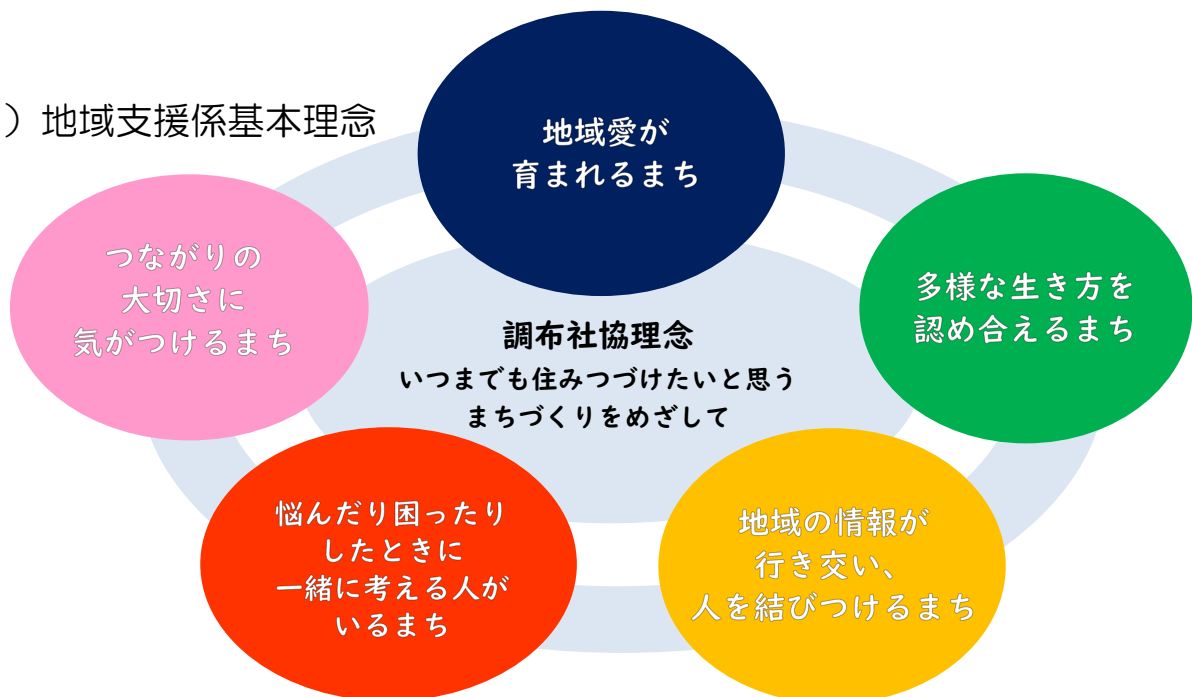 ）地域支援係基本理念
地域愛が
育まれるまち
つながりの
大切さに
気がつけるまち
多様な生き方を
認め合えるまち
調布社協理念
いつまでも住みつづけたいと思う
まちづくりをめざして
悩んだり困ったり
したときに
一緒に考える人が
いるまち
地域の情報が
行き交い、
人を結びつけるまち